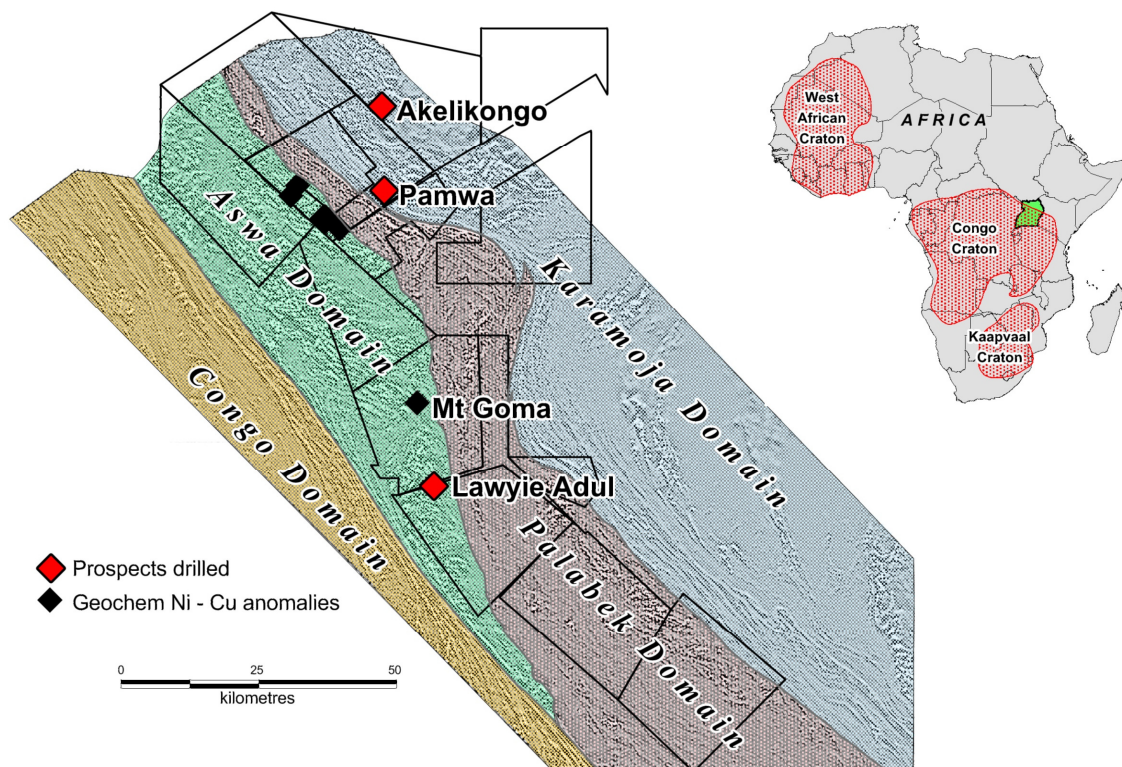 Akelikongo
Pamwa
Aswa Domain
Karamoja Domain
Congo Domain
Mt Goma
Lawyie Adul
Palabek Domain
Prospects drilled
Geochem Ni - Cu anomalies
0 25 50
kilometres
West
African
Craton
AFRICA
Congo
Craton
Kaapvaal
Craton